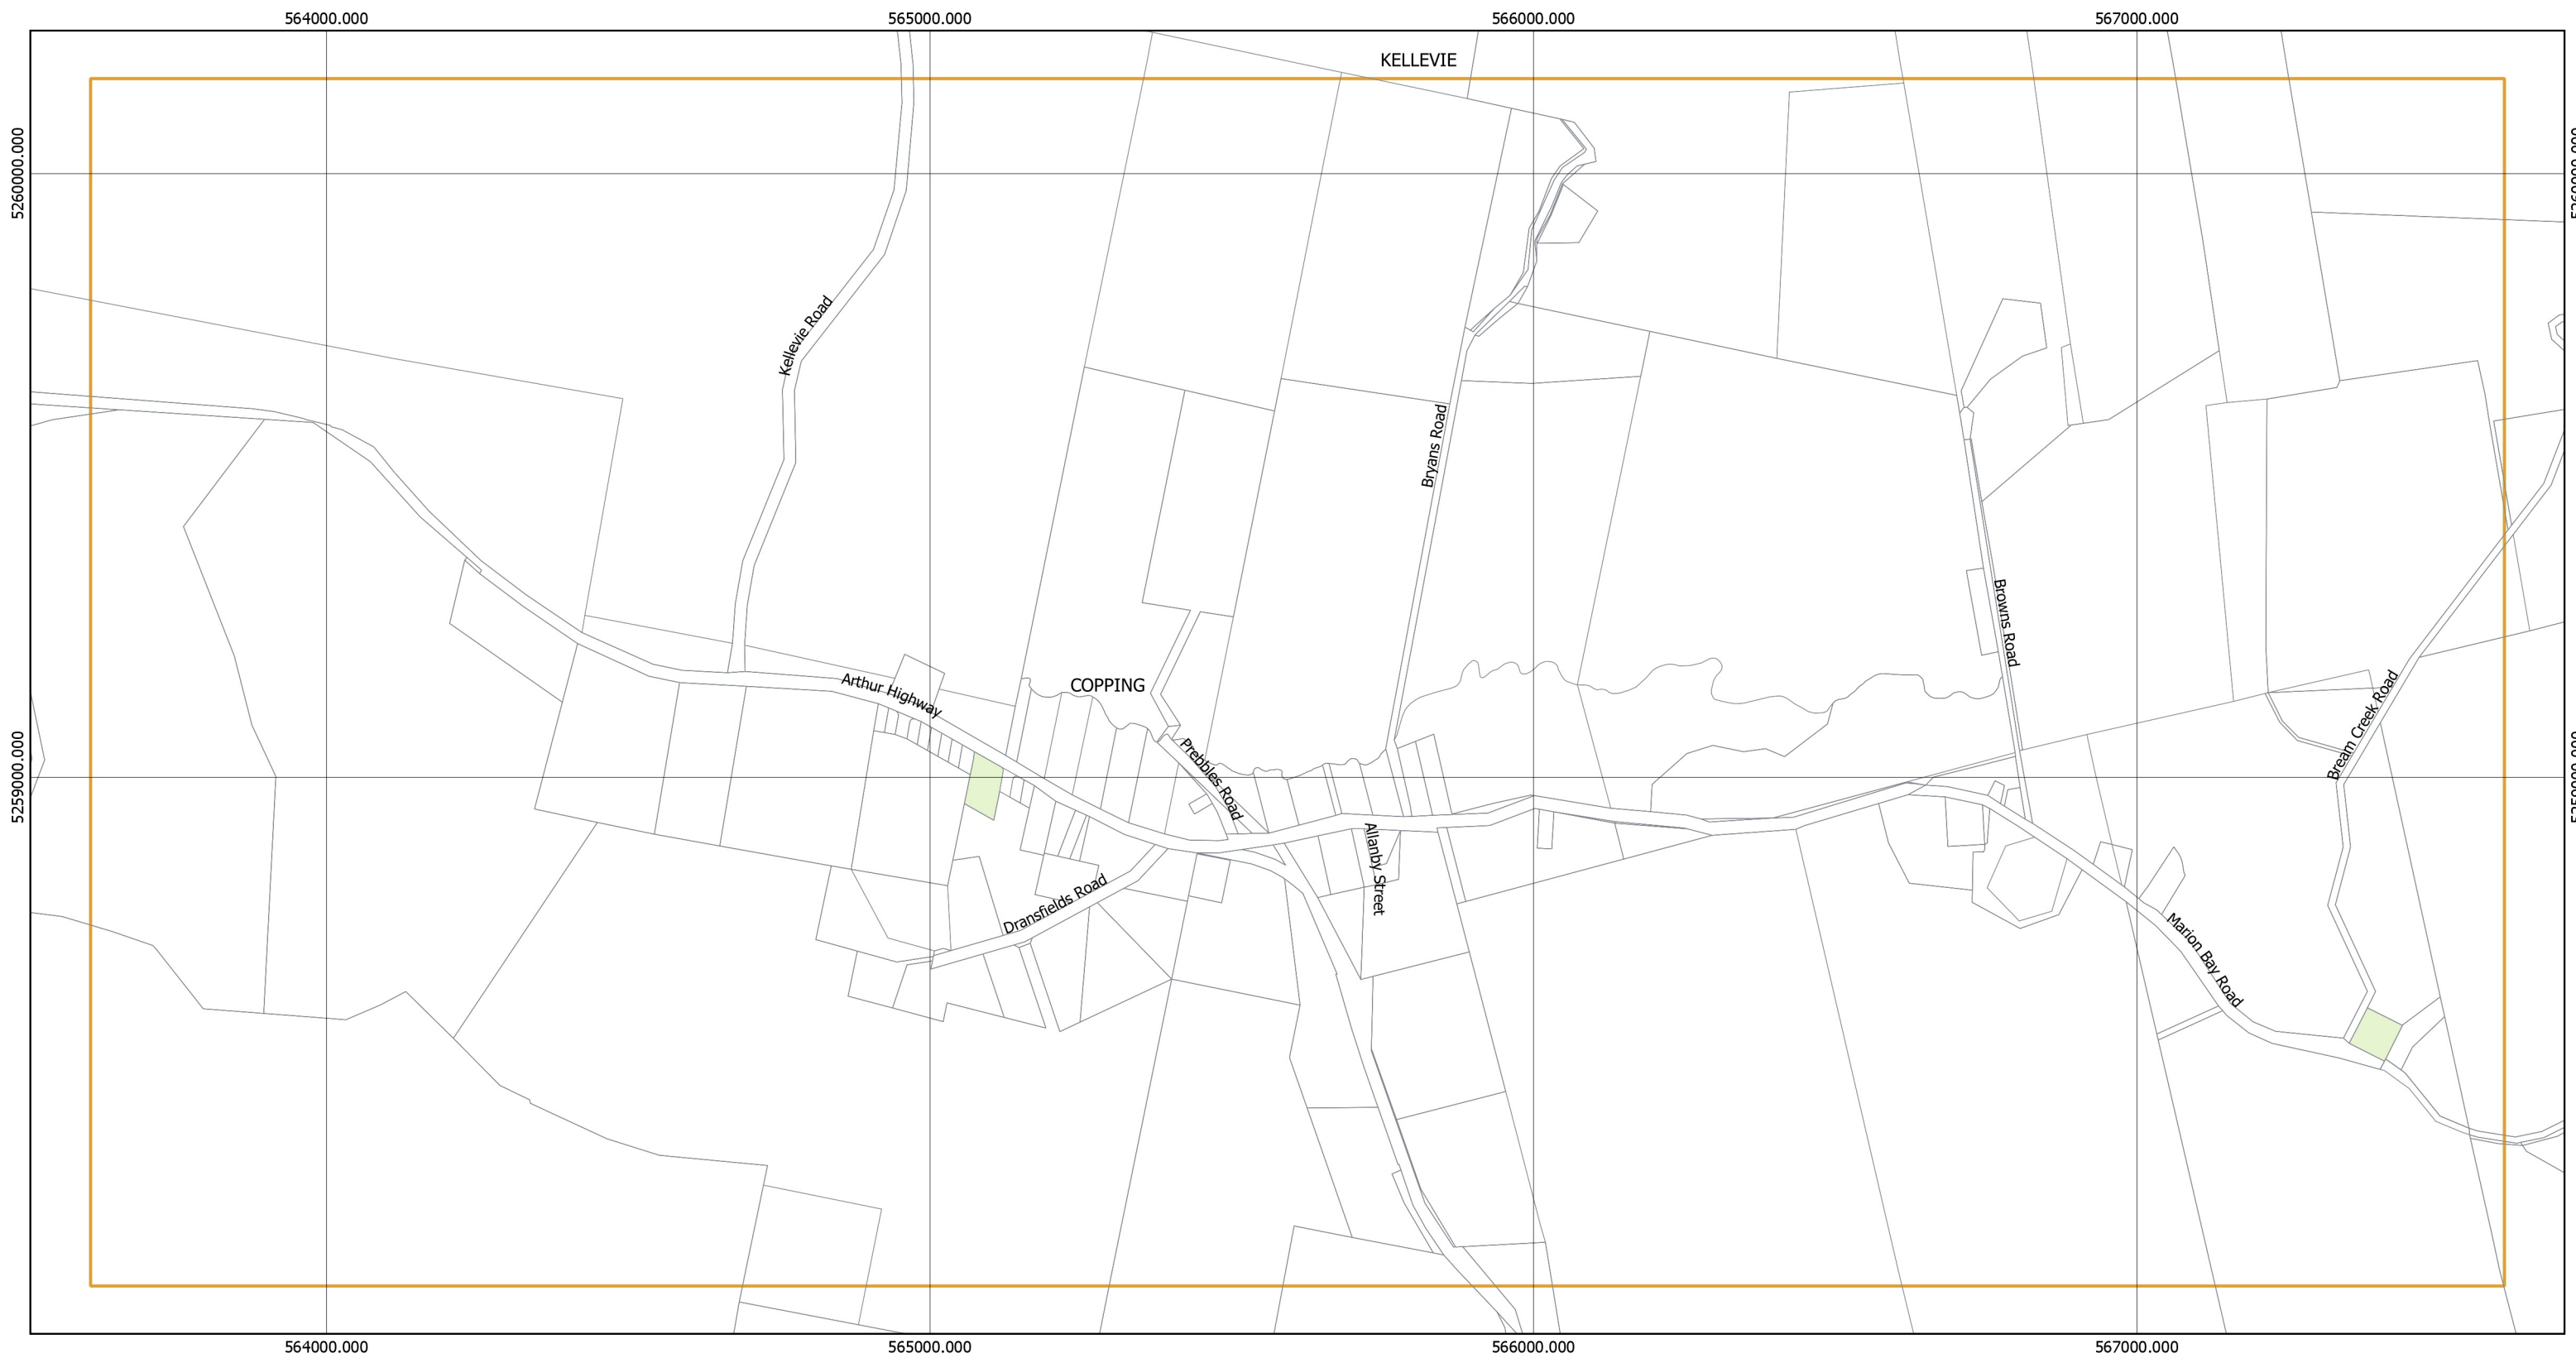 564000.000
565000.000
566000.000
567000.000
KELLEVIE
5260000.000
Kellevie Road
Bryans Road
Browns Road
COPPING
Arthur Highway
Prebbles Road
Bream Creek Road
5259000.000
Allanby Street
Dransfields Road
Marion Bay Road
564000.000
565000.000
566000.000
567000.000